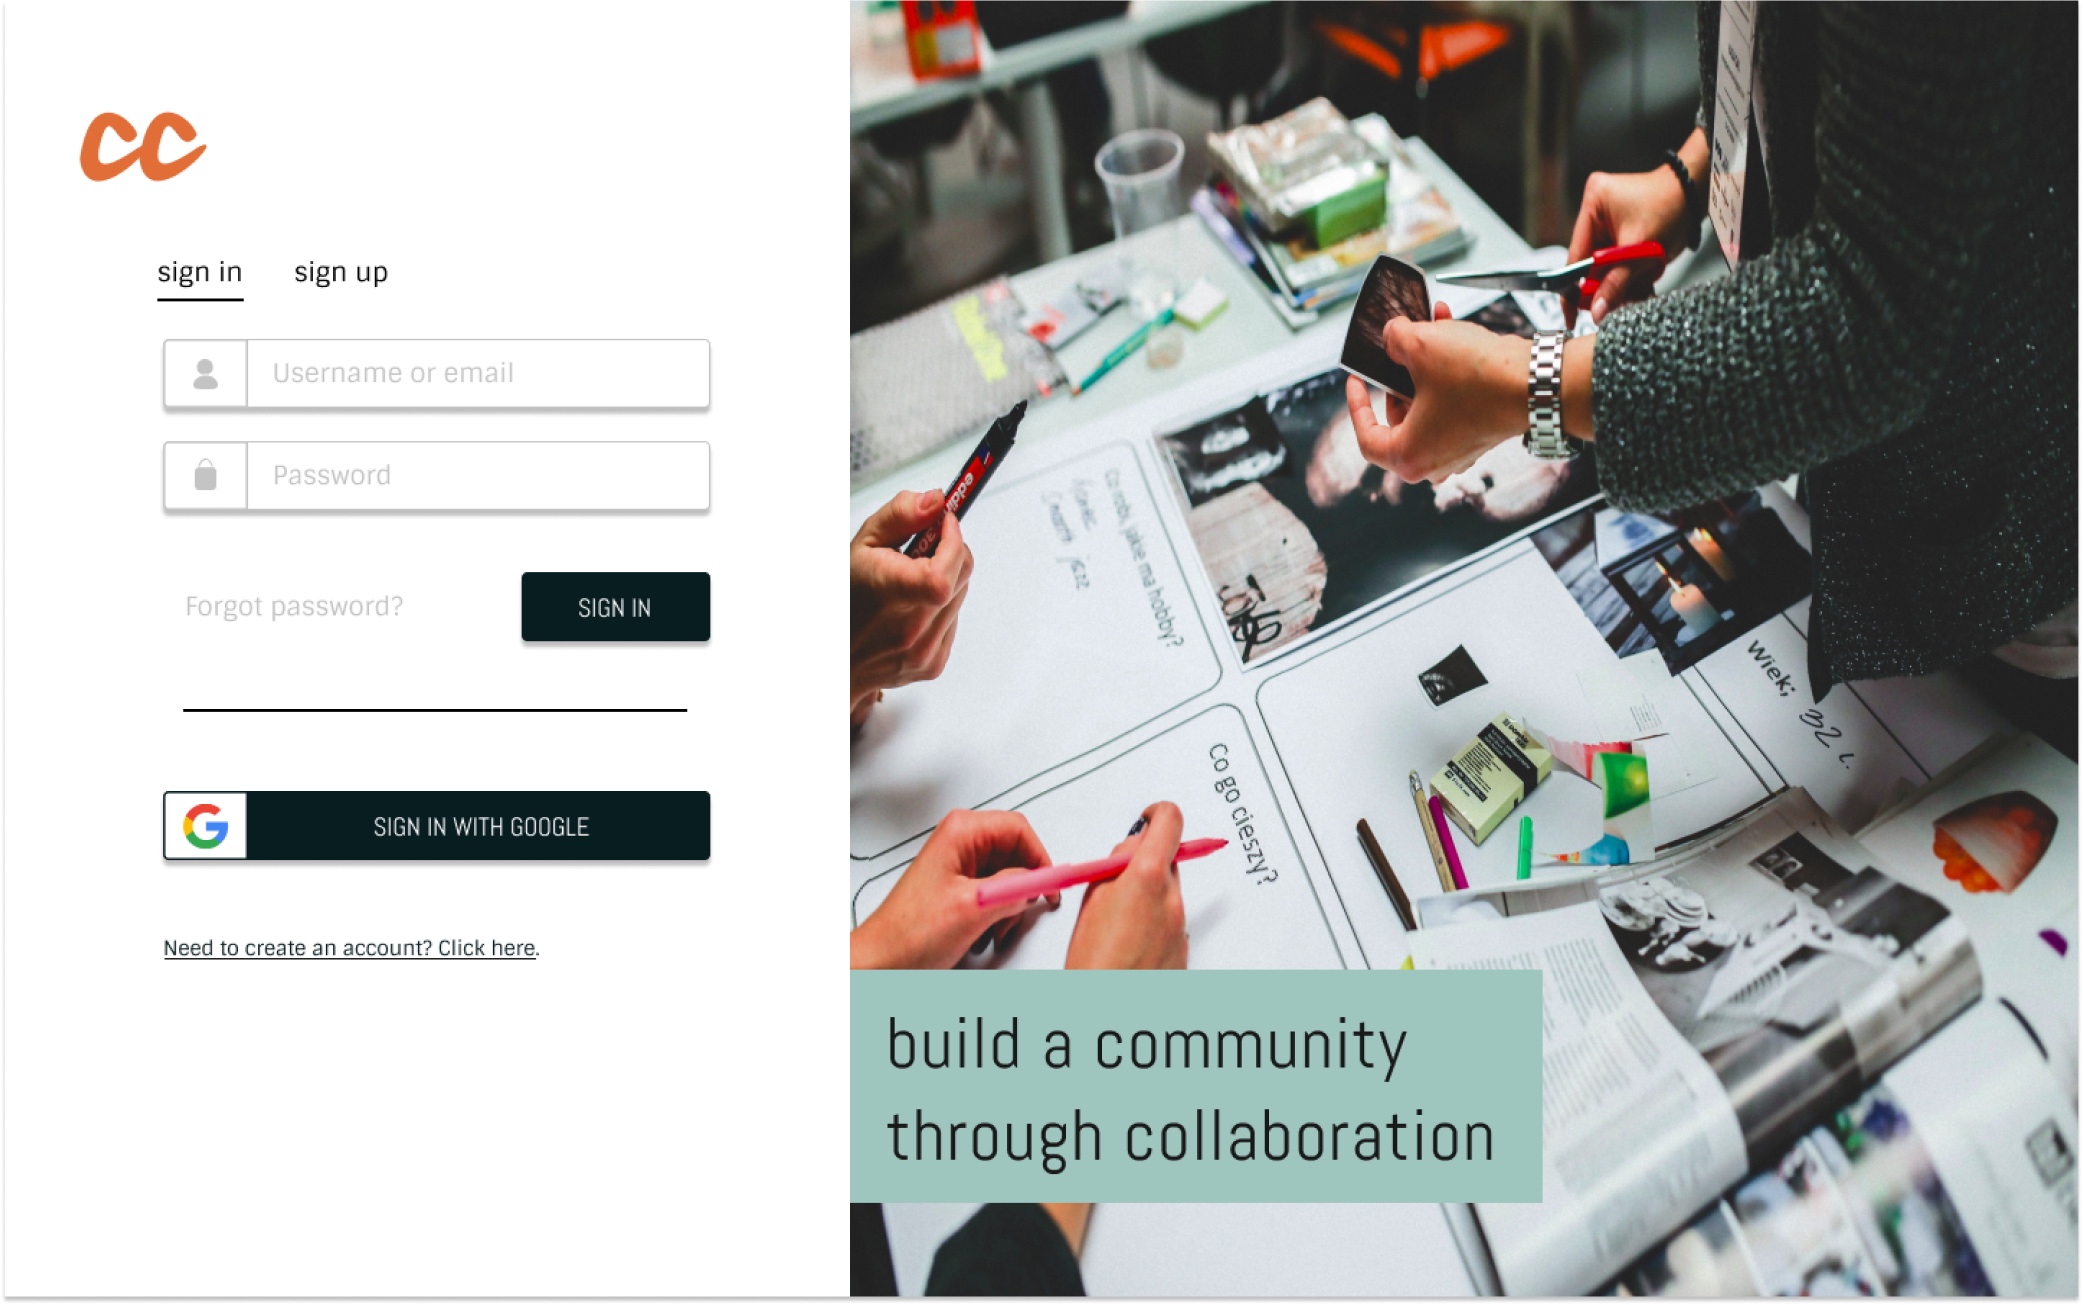 cc
sign in
sign up
Username or email
Password
Forgot password?
SIGN IN
SIGN IN WITH GOOGLE
Need to create an account? Click here.
Co robi, jakie ma hobby?
Wiek; 32 l.
Co go cieszy?
build a community
through collaboration